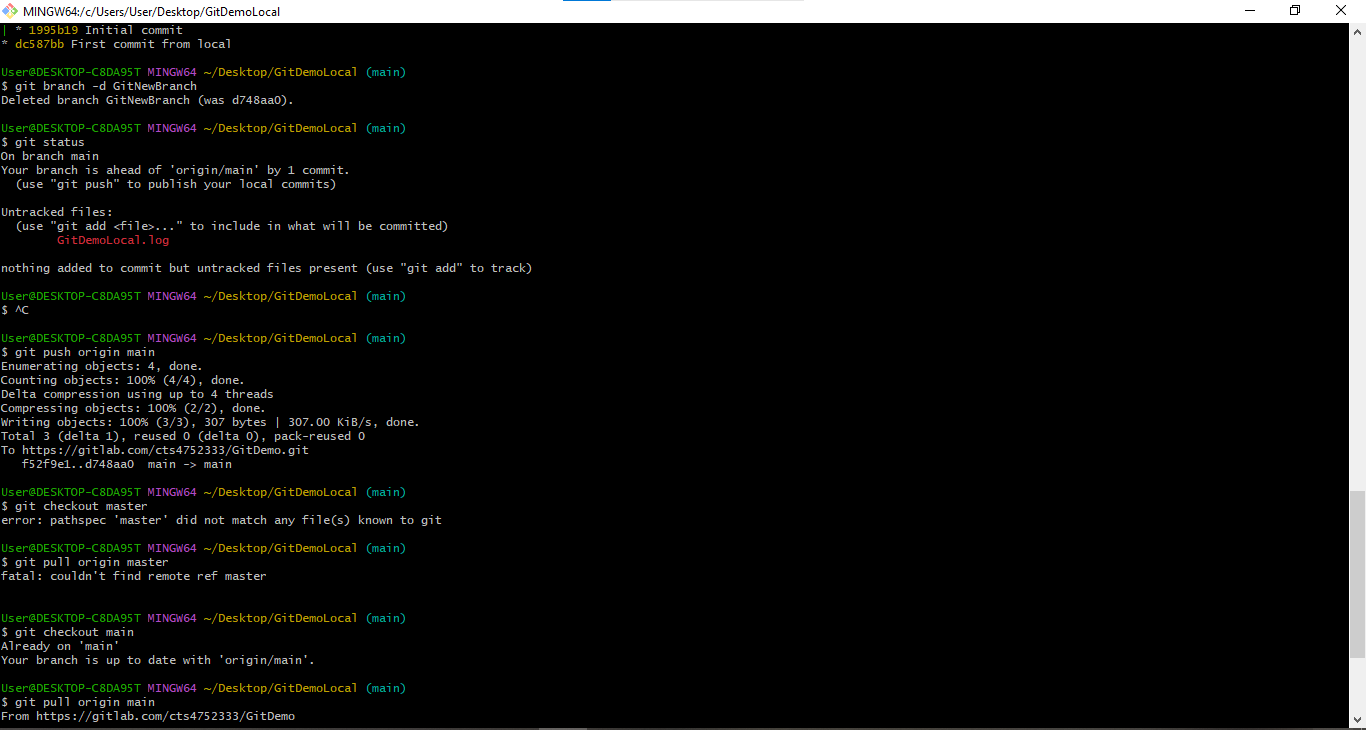 MINGW64:/c/Users/User/Desktop/GitDemoLocal
| * 1995b19 Initial commit
* dc587bb First commit from local
User@DESKTOP-C8DA95T MINGW64 ~/Desktop/GitDemoLocal (main)
$ git branch -d GitNewBranch
Deleted branch GitNewBranch (was d748aa0).
User@DESKTOP-C8DA95T MINGW64 ~/Desktop/GitDemoLocal (main)
$ git status
On branch main
Your branch is ahead of 'origin/main' by 1 commit.
  (use "git push" to publish your local commits)
Untracked files:
  (use "git add <file>..." to include in what will be committed)
        GitDemoLocal.log
nothing added to commit but untracked files present (use "git add" to track)
User@DESKTOP-C8DA95T MINGW64 ~/Desktop/GitDemoLocal (main)
$ ^C
User@DESKTOP-C8DA95T MINGW64 ~/Desktop/GitDemoLocal (main)
$ git push origin main
Enumerating objects: 4, done.
Counting objects: 100% (4/4), done.
Delta compression using up to 4 threads
Compressing objects: 100% (2/2), done.
Writing objects: 100% (3/3), 307 bytes | 307.00 KiB/s, done.
Total 3 (delta 1), reused 0 (delta 0), pack-reused 0
To https://gitlab.com/cts4752333/GitDemo.git
   f52f9e1..d748aa0  main -> main
User@DESKTOP-C8DA95T MINGW64 ~/Desktop/GitDemoLocal (main)
$ git checkout master
error: pathspec 'master' did not match any file(s) known to git
User@DESKTOP-C8DA95T MINGW64 ~/Desktop/GitDemoLocal (main)
$ git pull origin master
fatal: couldn't find remote ref master
User@DESKTOP-C8DA95T MINGW64 ~/Desktop/GitDemoLocal (main)
$ git checkout main
Already on 'main'
Your branch is up to date with 'origin/main'.
User@DESKTOP-C8DA95T MINGW64 ~/Desktop/GitDemoLocal (main)
$ git pull origin main
From https://gitlab.com/cts4752333/GitDemo